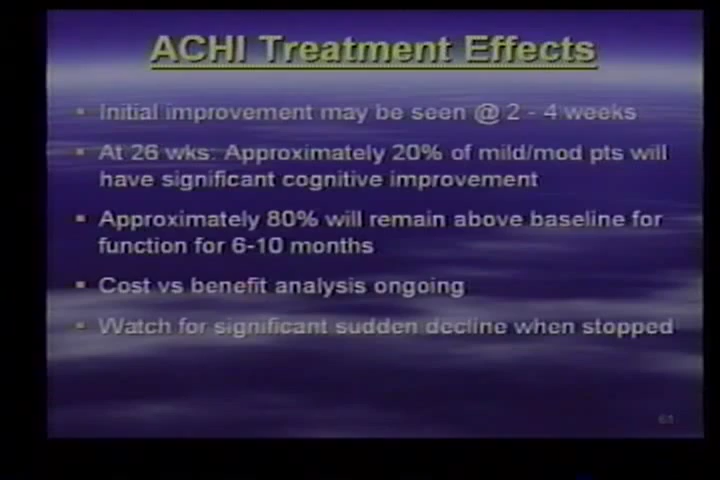 ACHI Treatment Effects
Initial improvement may be seen @ 2 - 4 weeks
At 26 wks: Approximately 20% of mild/mod pts will
have significant cognitive improvement
Approximately 80% will remain above baseline for
function for 6-10 months
Cost vs benefit analysis ongoing
Watch for significant sudden decline when stopped